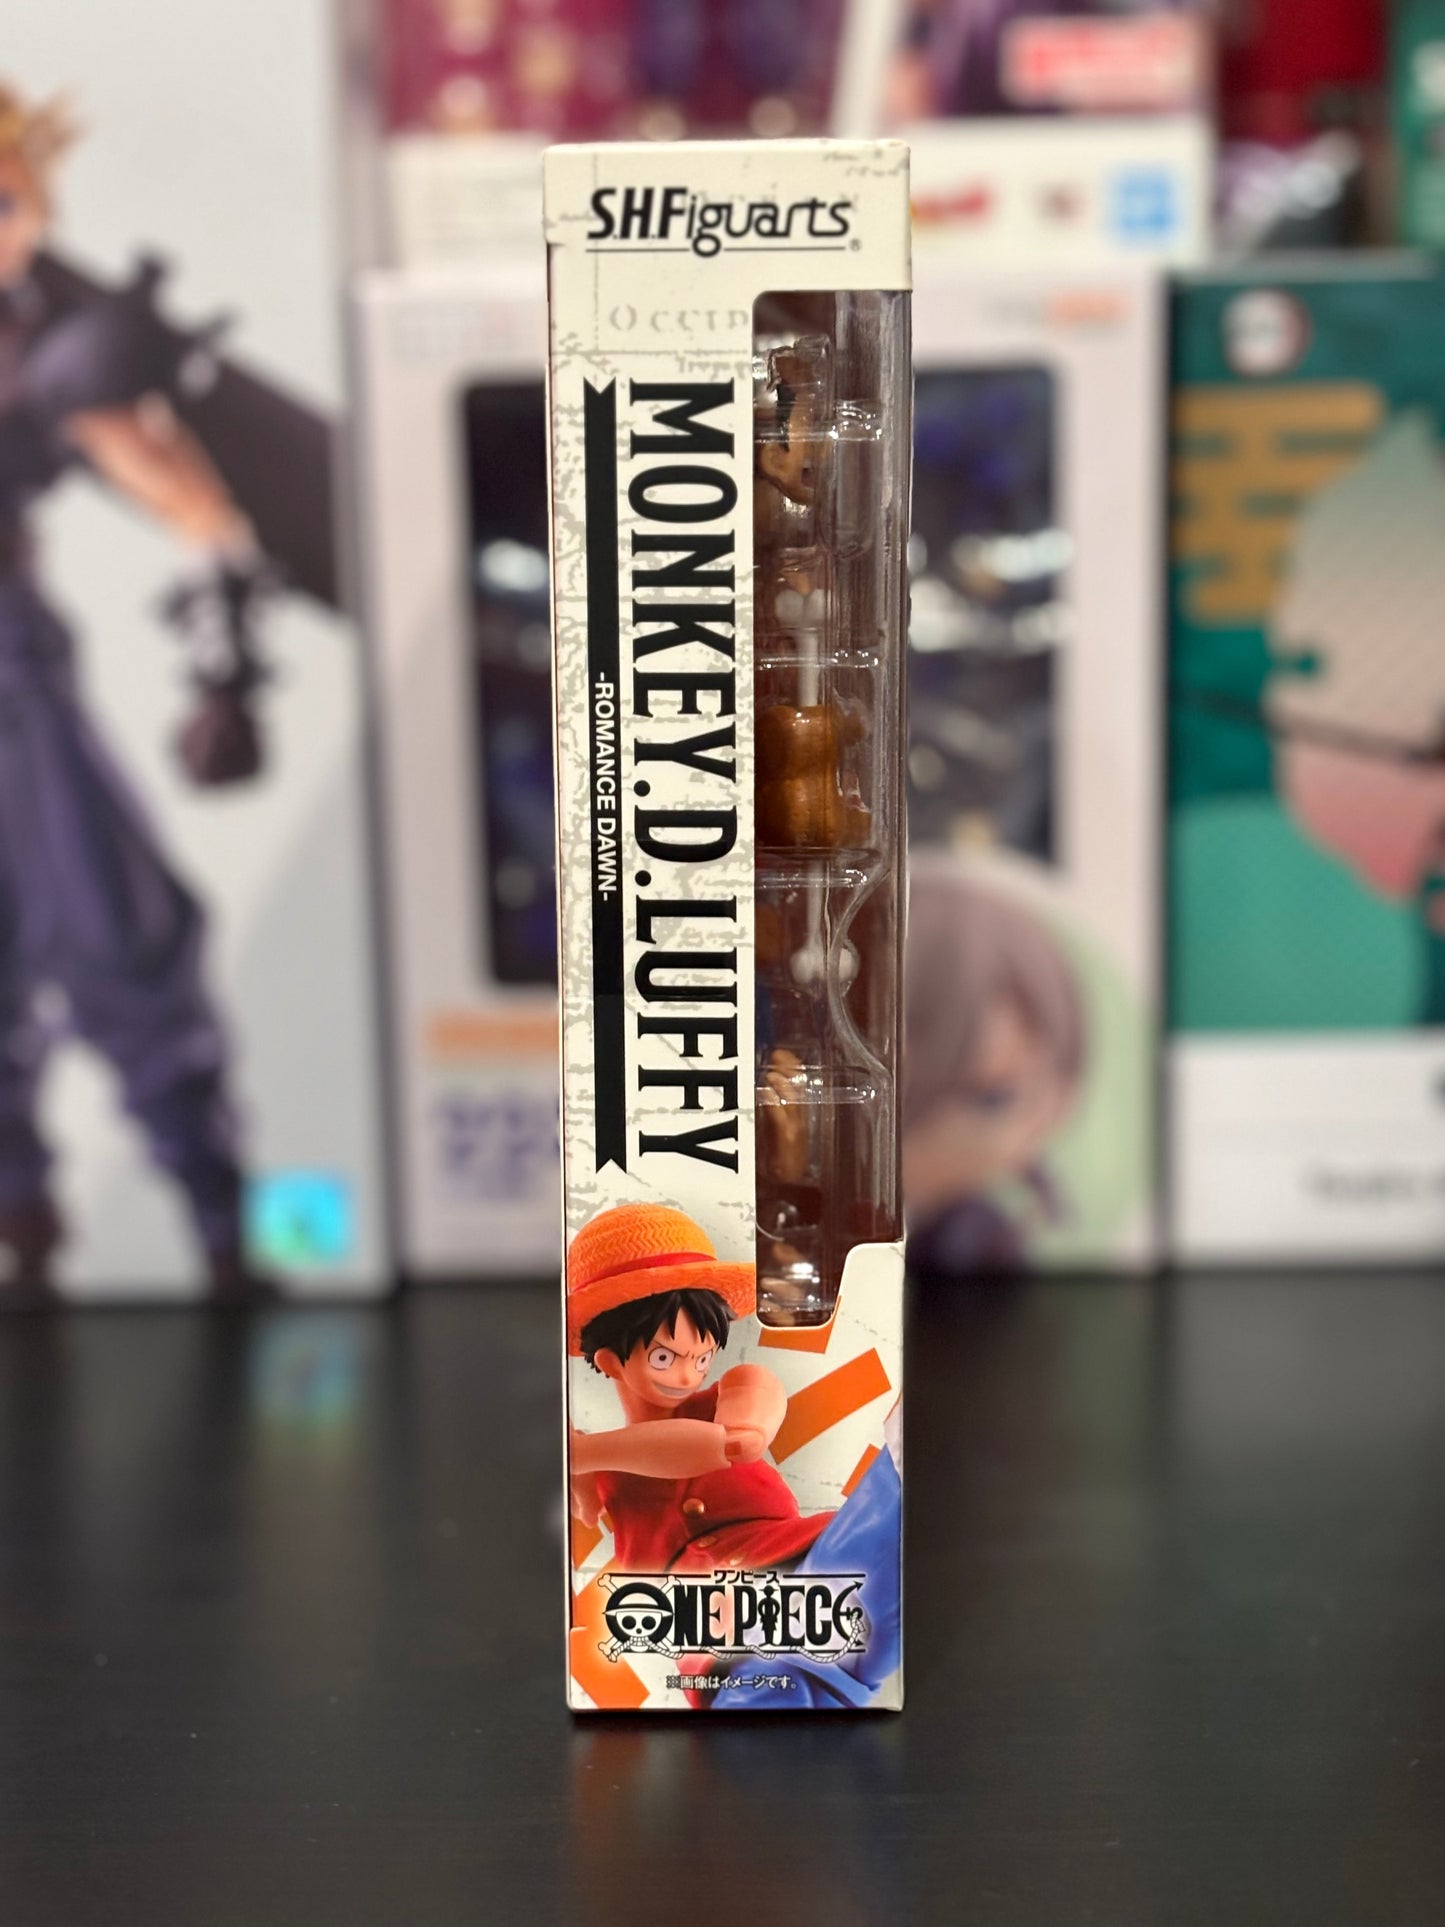 S.H.Figuarts®
MONKEY.D.LUFFY
-ROMANCE DAWN-
ワンピース
ONE PIECE
※画像はイメージです。